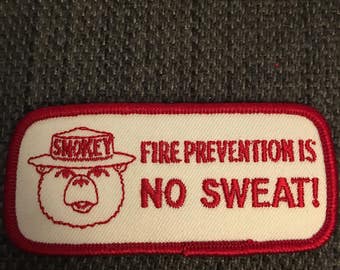 SMOKEY
FIRE PREVENTION IS
NO SWEAT!